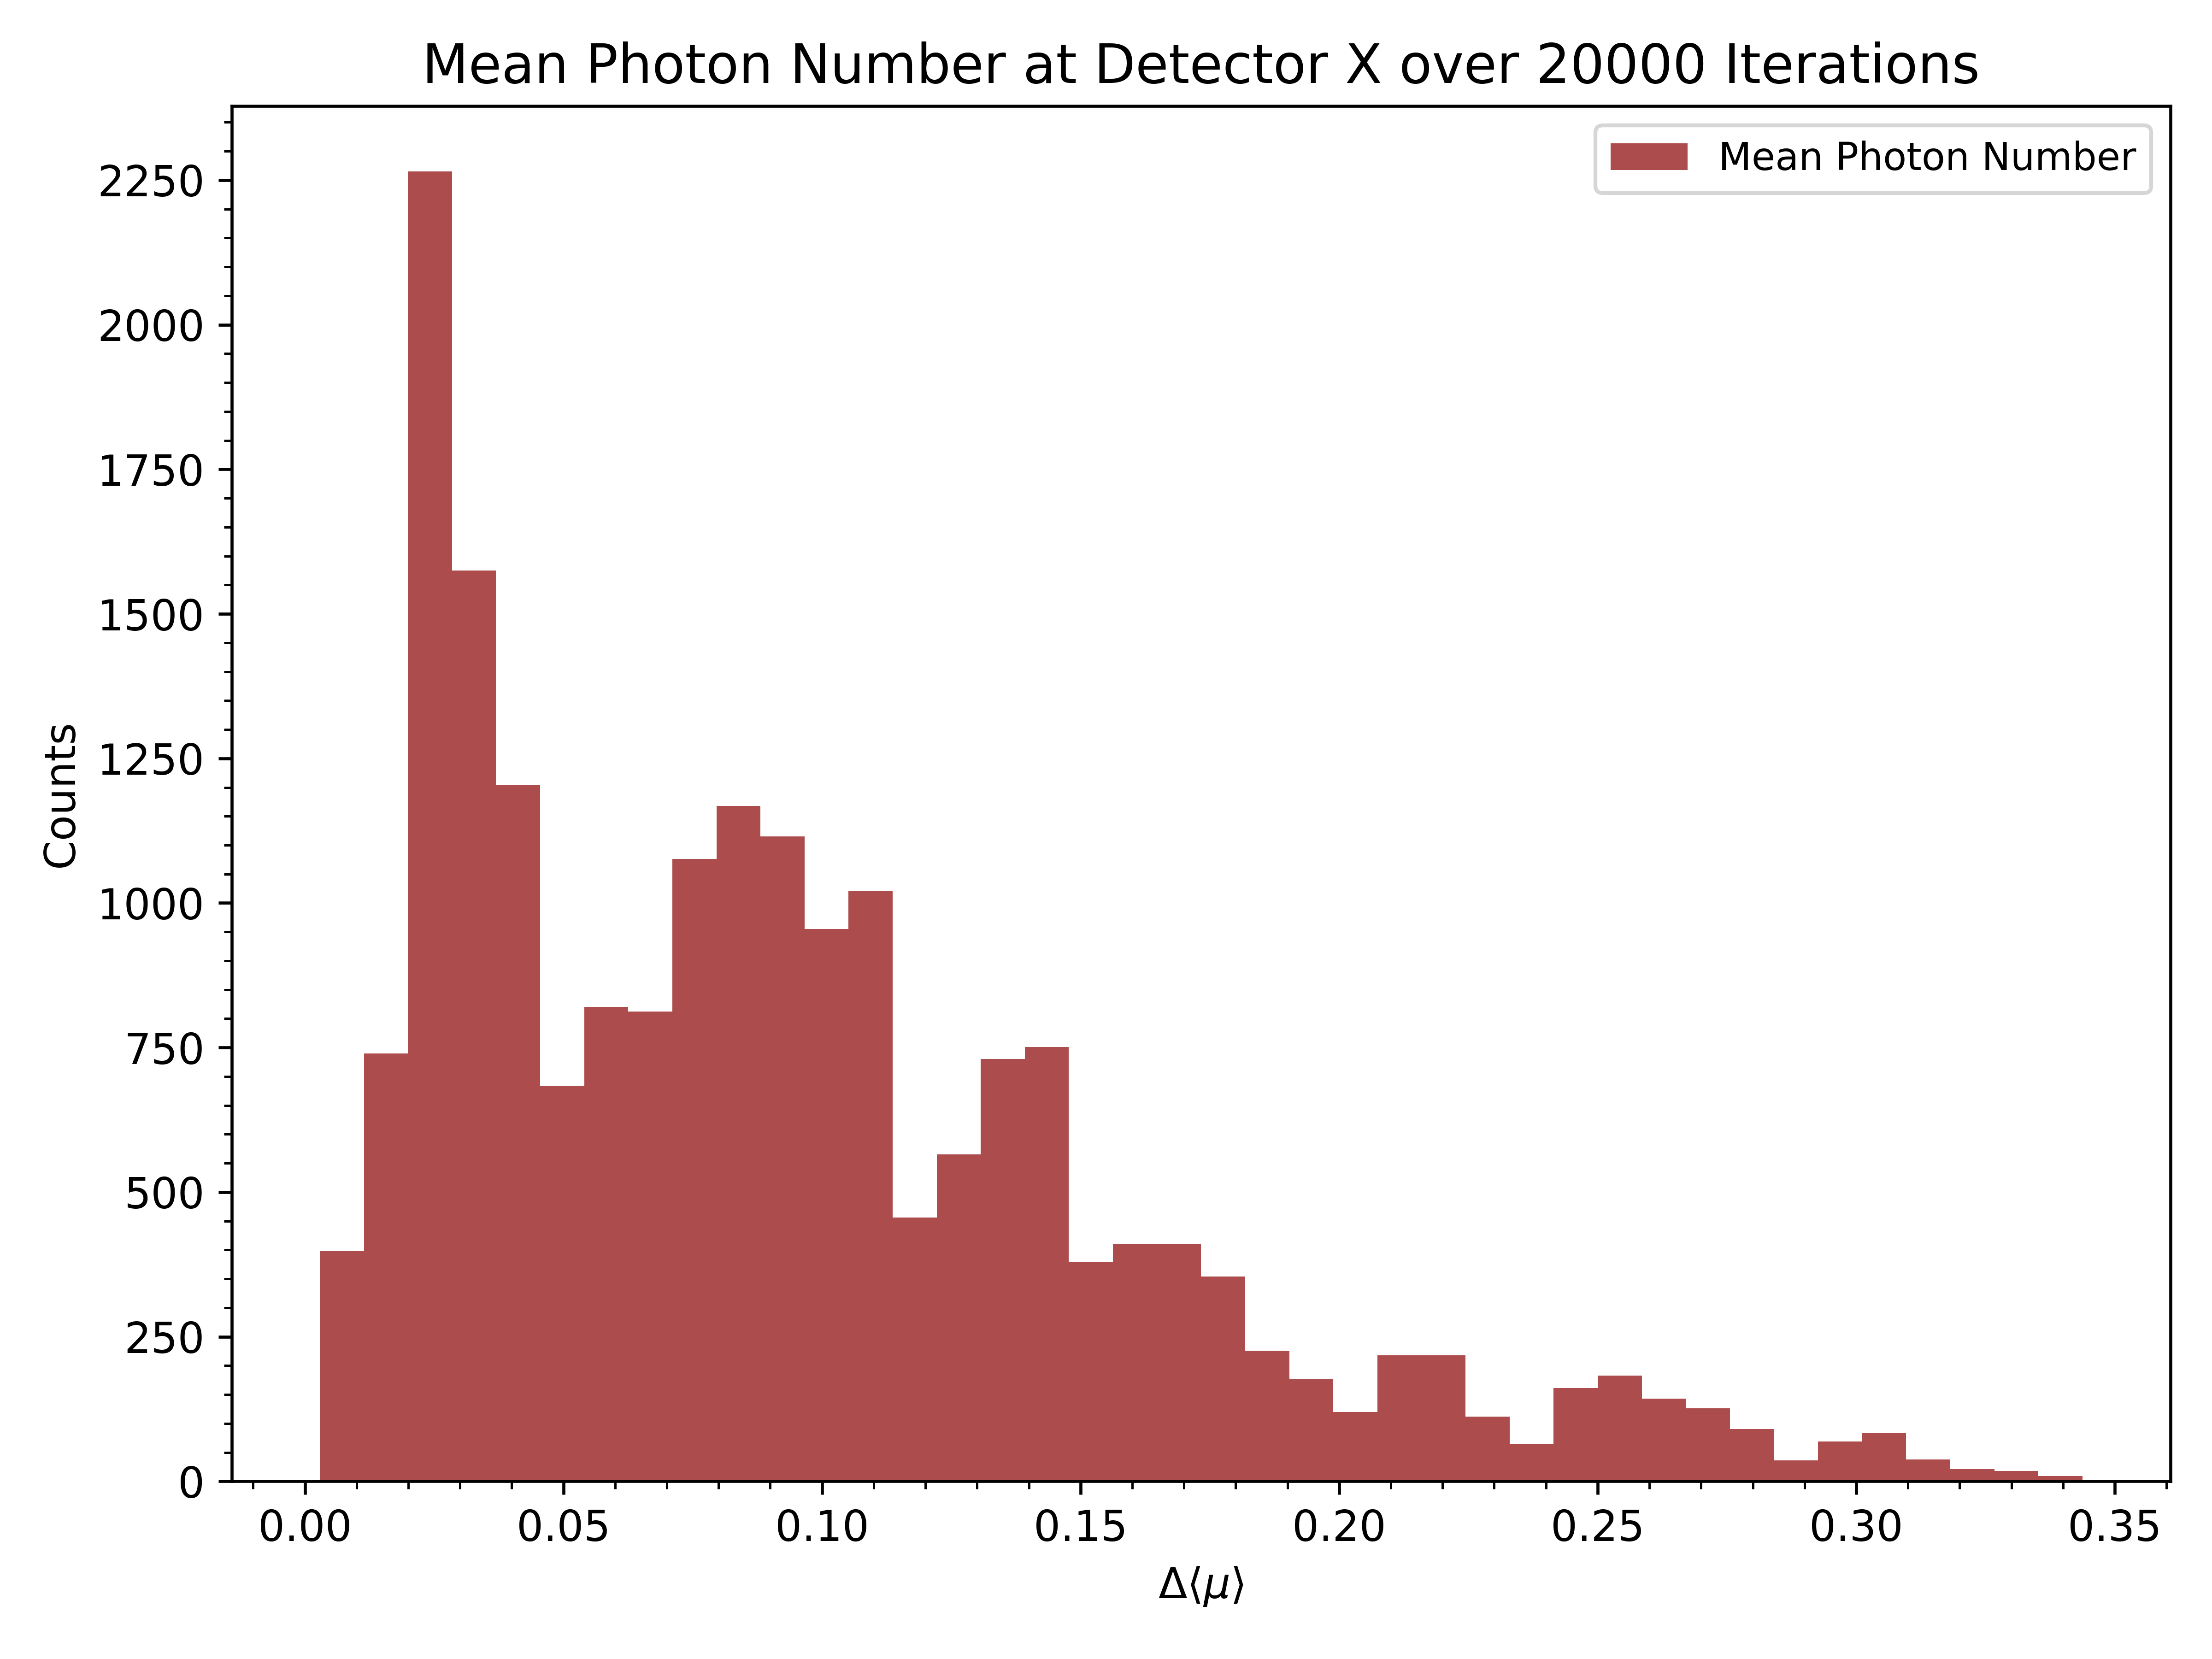 Mean Photon Number at Detector X over 20000 Iterations
Mean Photon Number
2250
2000
1750
1500
1250
1000
750
500
250
0
Counts
0.00 0.05 0.10 0.15 0.20 0.25 0.30 0.35
Δ⟨μ⟩